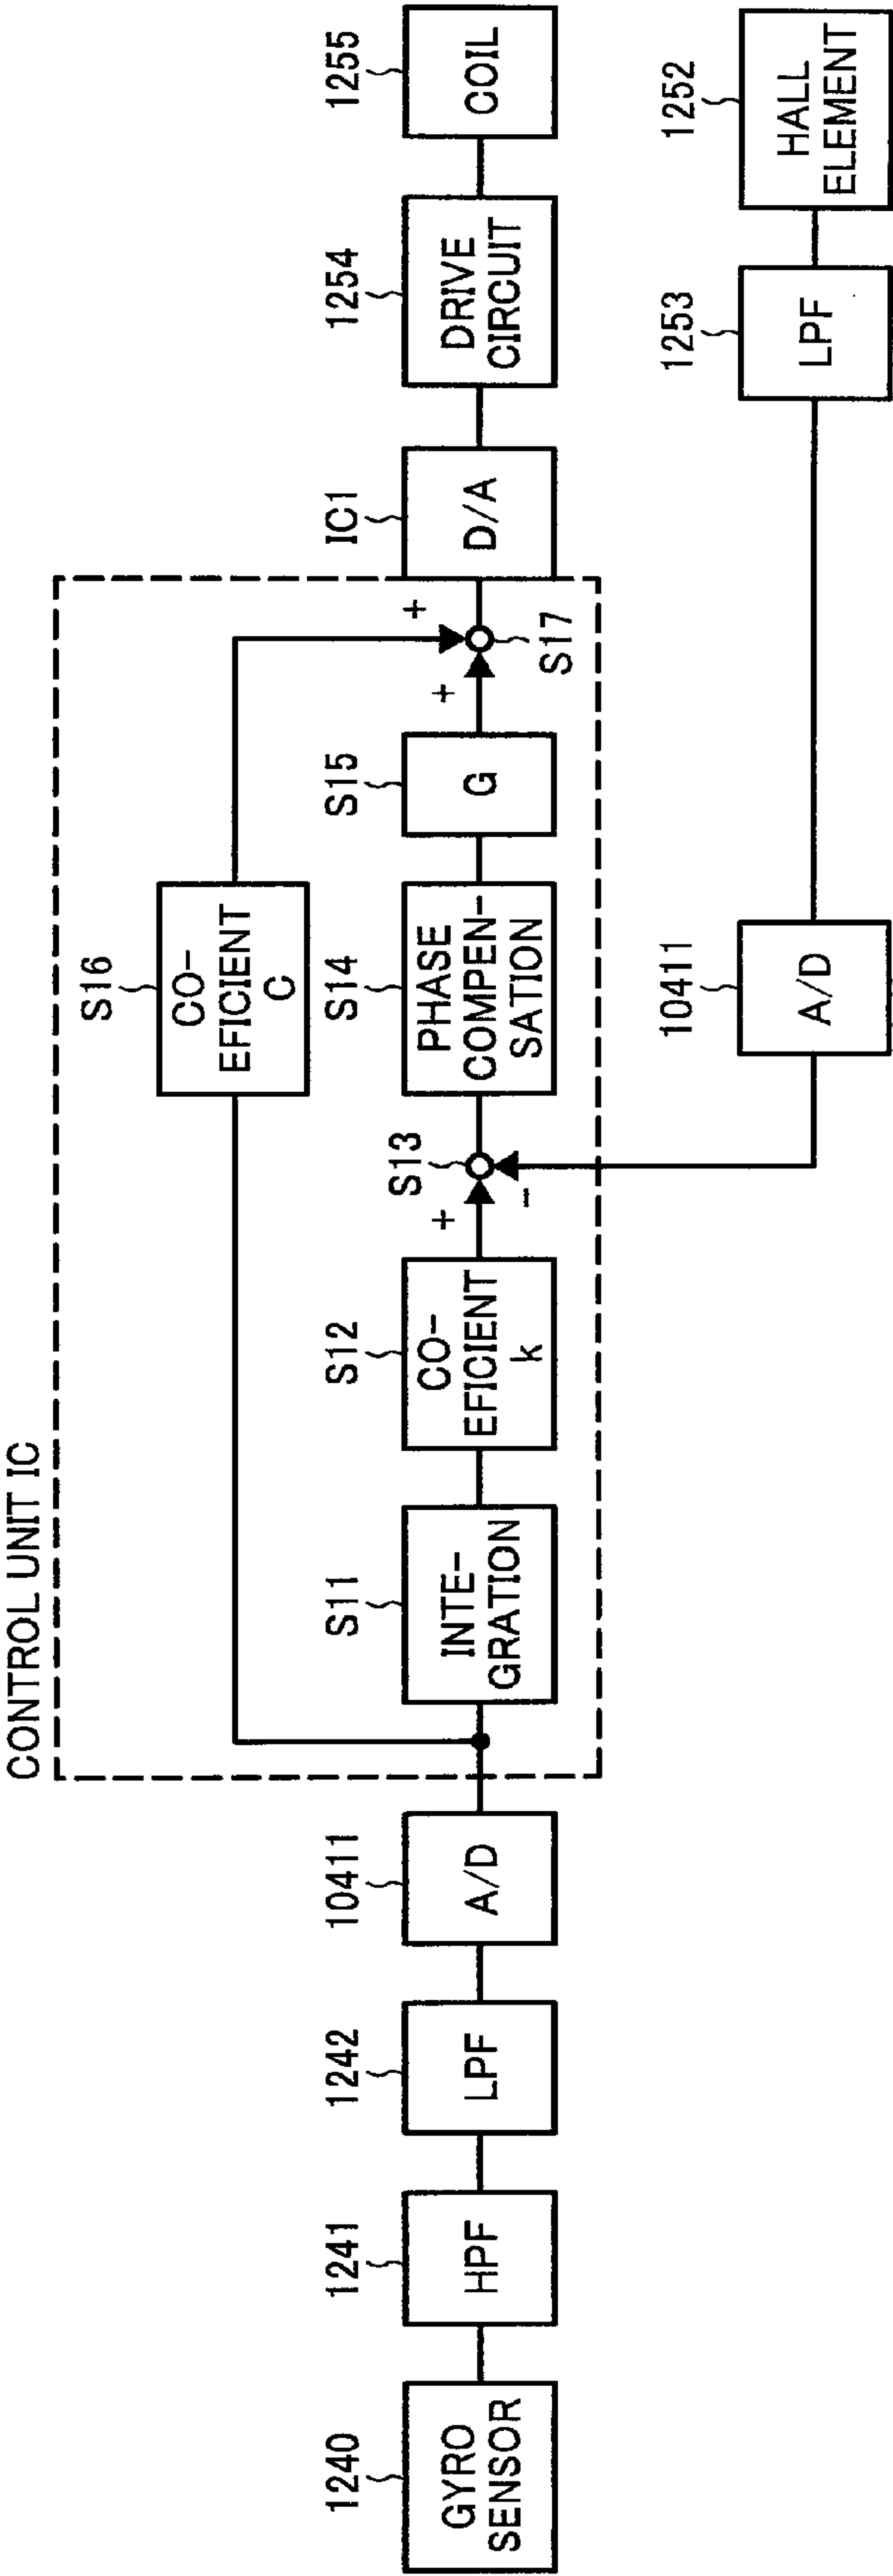 CONTROL UNIT IC
S16
CO-
EFICIENT
C
1240
GYRO
SENSOR
1241
HPF
1242
LPF
10411
A/D
S11
INTE-
GRATION
S12
CO-
EFICIENT
k
S13
+
−
S14
PHASE
COMPEN-
SATION
S15
G
+
+
S17
IC1
D/A
1254
DRIVE
CIRCUIT
1255
COIL
10411
A/D
1253
LPF
1252
HALL
ELEMENT